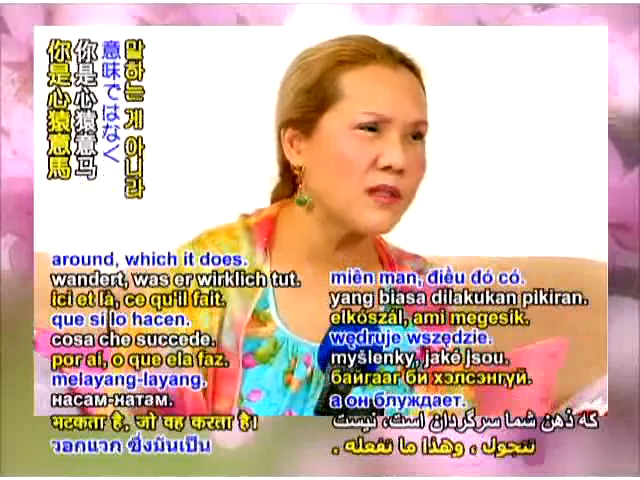 말하는 게 아니라
意味ではなく
你是心猿意马
你是心猿意馬
around, which it does.
wandert, was er wirklich tut.
ici et là, ce qu'il fait.
que sí lo hacen.
cosa che succede.
por aí, o que ela faz.
melayang-layang,
насам-натам.
भटकता है, जो वह करता है।
วอกแวก ซึ่งมันเป็น
miên man, điều đó có.
yang biasa dilakukan pikiran.
elkószál, ami megesik.
wędruje wszędzie.
myšlenky, jaké jsou.
байгааг би хэлсэнгүй.
а он блуждает.
که ذهن شما سرگردان است، نیست
تتجول ، وهذا ما تفعله .